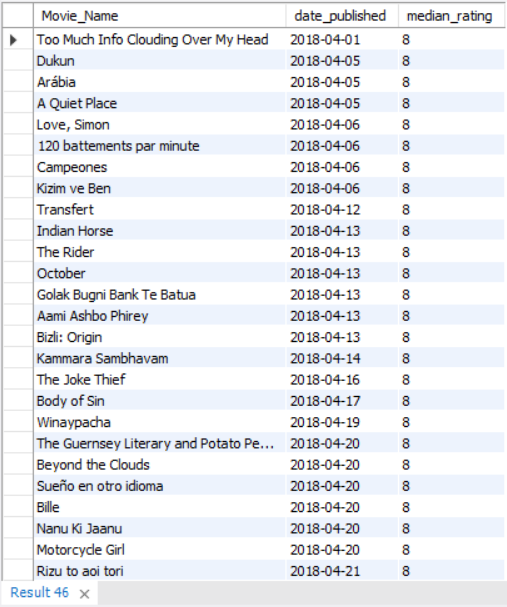 Movie_Name date_published median_rating
Too Much Info Clouding Over My Head 2018-04-01 8
Dukun 2018-04-05 8
Arábia 2018-04-05 8
A Quiet Place 2018-04-05 8
Love, Simon 2018-04-06 8
120 battements par minute 2018-04-06 8
Campeones 2018-04-06 8
Kizim ve Ben 2018-04-06 8
Transfert 2018-04-12 8
Indian Horse 2018-04-13 8
The Rider 2018-04-13 8
October 2018-04-13 8
Golak Bugni Bank Te Batua 2018-04-13 8
Aami Ashbo Phirey 2018-04-13 8
Bizli: Origin 2018-04-13 8
Kammara Sambhavam 2018-04-14 8
The Joke Thief 2018-04-16 8
Body of Sin 2018-04-17 8
Winaypacha 2018-04-19 8
The Guernsey Literary and Potato Pe... 2018-04-20 8
Beyond the Clouds 2018-04-20 8
Sueño en otro idioma 2018-04-20 8
Bille 2018-04-20 8
Nanu Ki Jaanu 2018-04-20 8
Motorcycle Girl 2018-04-20 8
Rizu to aoi tori 2018-04-21 8
Result 46 ×